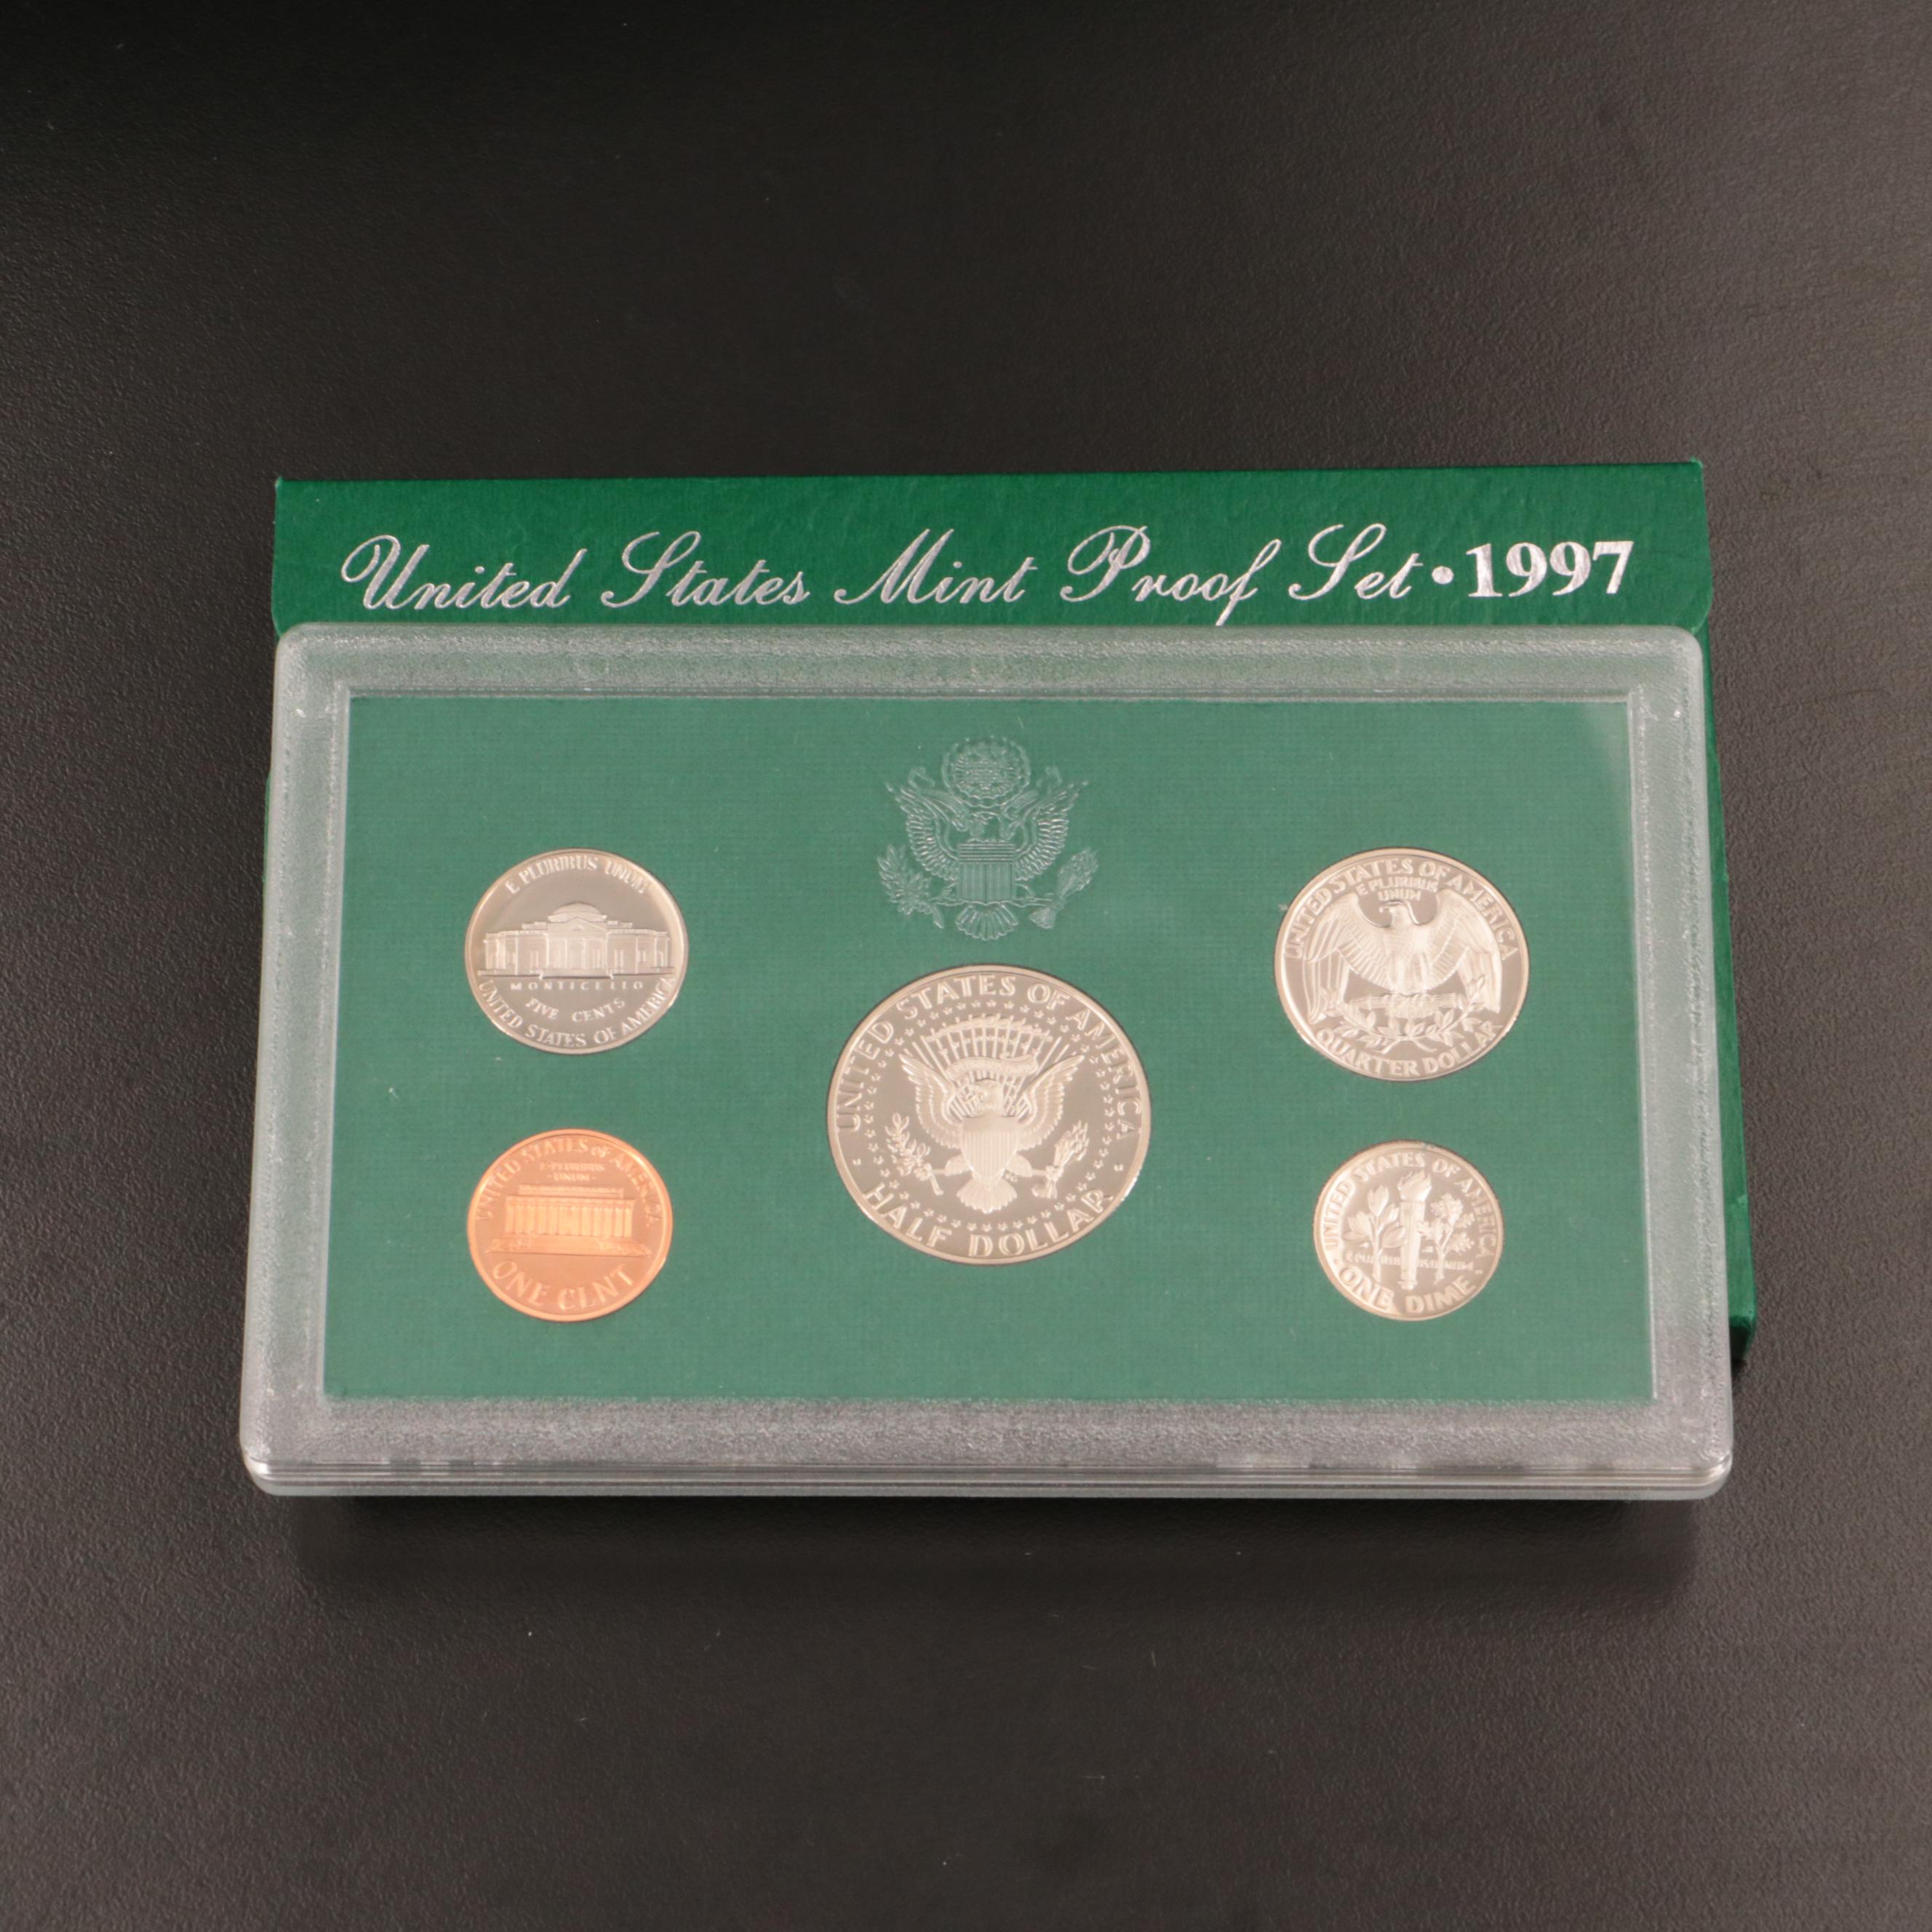 United States Mint Proof Set • 1997
E PLURIBUS UNUM
MONTICELLO
FIVE CENTS
UNITED STATES OF AMERICA
UNITED STATES OF AMERICA
E PLURIBUS
UNUM
QUARTER DOLLAR
UNITED STATES OF AMERICA
HALF DOLLAR
UNITED STATES of AMERICA
E·PLURIBUS
·UNUM·
ONE CENT
UNITED STATES OF AMERICA
ONE DIME